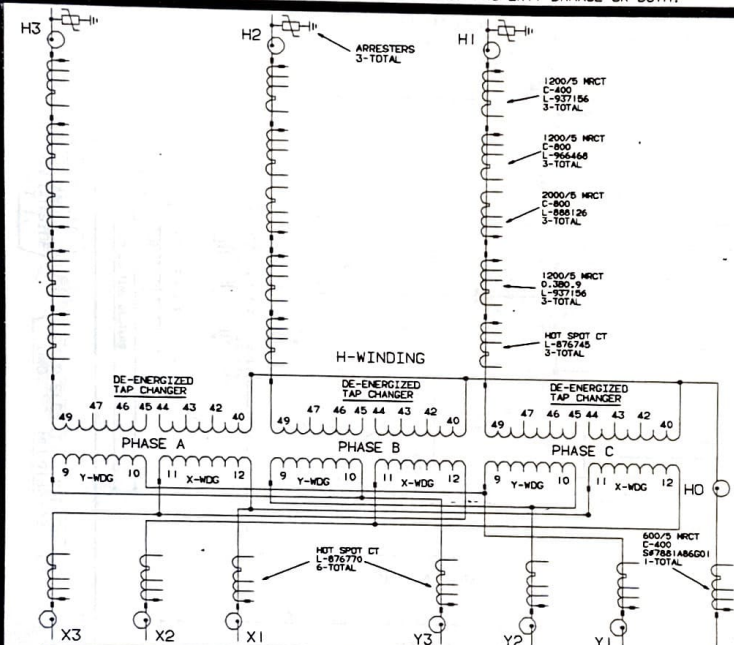 H3
H2
H1
ARRESTERS
3-TOTAL
1200/5 MRCT
C-400
L-937156
3-TOTAL
1200/5 MRCT
C-800
L-966468
3-TOTAL
2000/5 MRCT
C-800
L-888126
3-TOTAL
1200/5 MRCT
0.3B0.9
L-937156
3-TOTAL
HOT SPOT CT
L-876745
3-TOTAL
H-WINDING
DE-ENERGIZED
TAP CHANGER
DE-ENERGIZED
TAP CHANGER
DE-ENERGIZED
TAP CHANGER
49 47 46 45 44 43 42 40
49 47 46 45 44 43 42 40
49 47 46 45 44 43 42 40
PHASE A
PHASE B
PHASE C
9 Y-WDG 10 11 X-WDG 12
9 Y-WDG 10 11 X-WDG 12
9 Y-WDG 10 11 X-WDG 12
H0
HOT SPOT CT
L-876770
6-TOTAL
600/5 MRCT
C-400
S#7881A86G01
1-TOTAL
X3
X2
X1
Y3
Y2
Y1